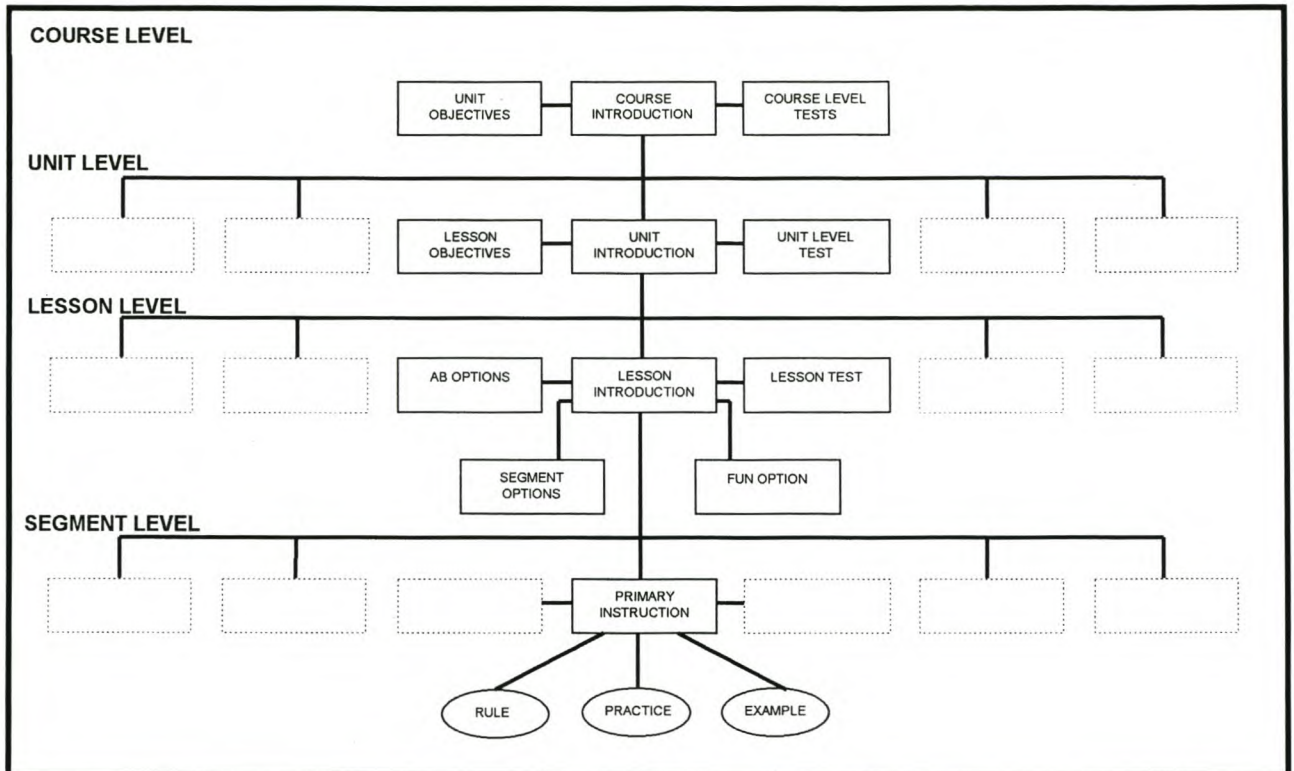 COURSE LEVEL
UNIT
OBJECTIVES
COURSE
INTRODUCTION
COURSE LEVEL
TESTS
UNIT LEVEL
LESSON
OBJECTIVES
UNIT
INTRODUCTION
UNIT LEVEL
TEST
LESSON LEVEL
AB OPTIONS
LESSON
INTRODUCTION
LESSON TEST
SEGMENT
OPTIONS
FUN OPTION
SEGMENT LEVEL
PRIMARY
INSTRUCTION
RULE
PRACTICE
EXAMPLE